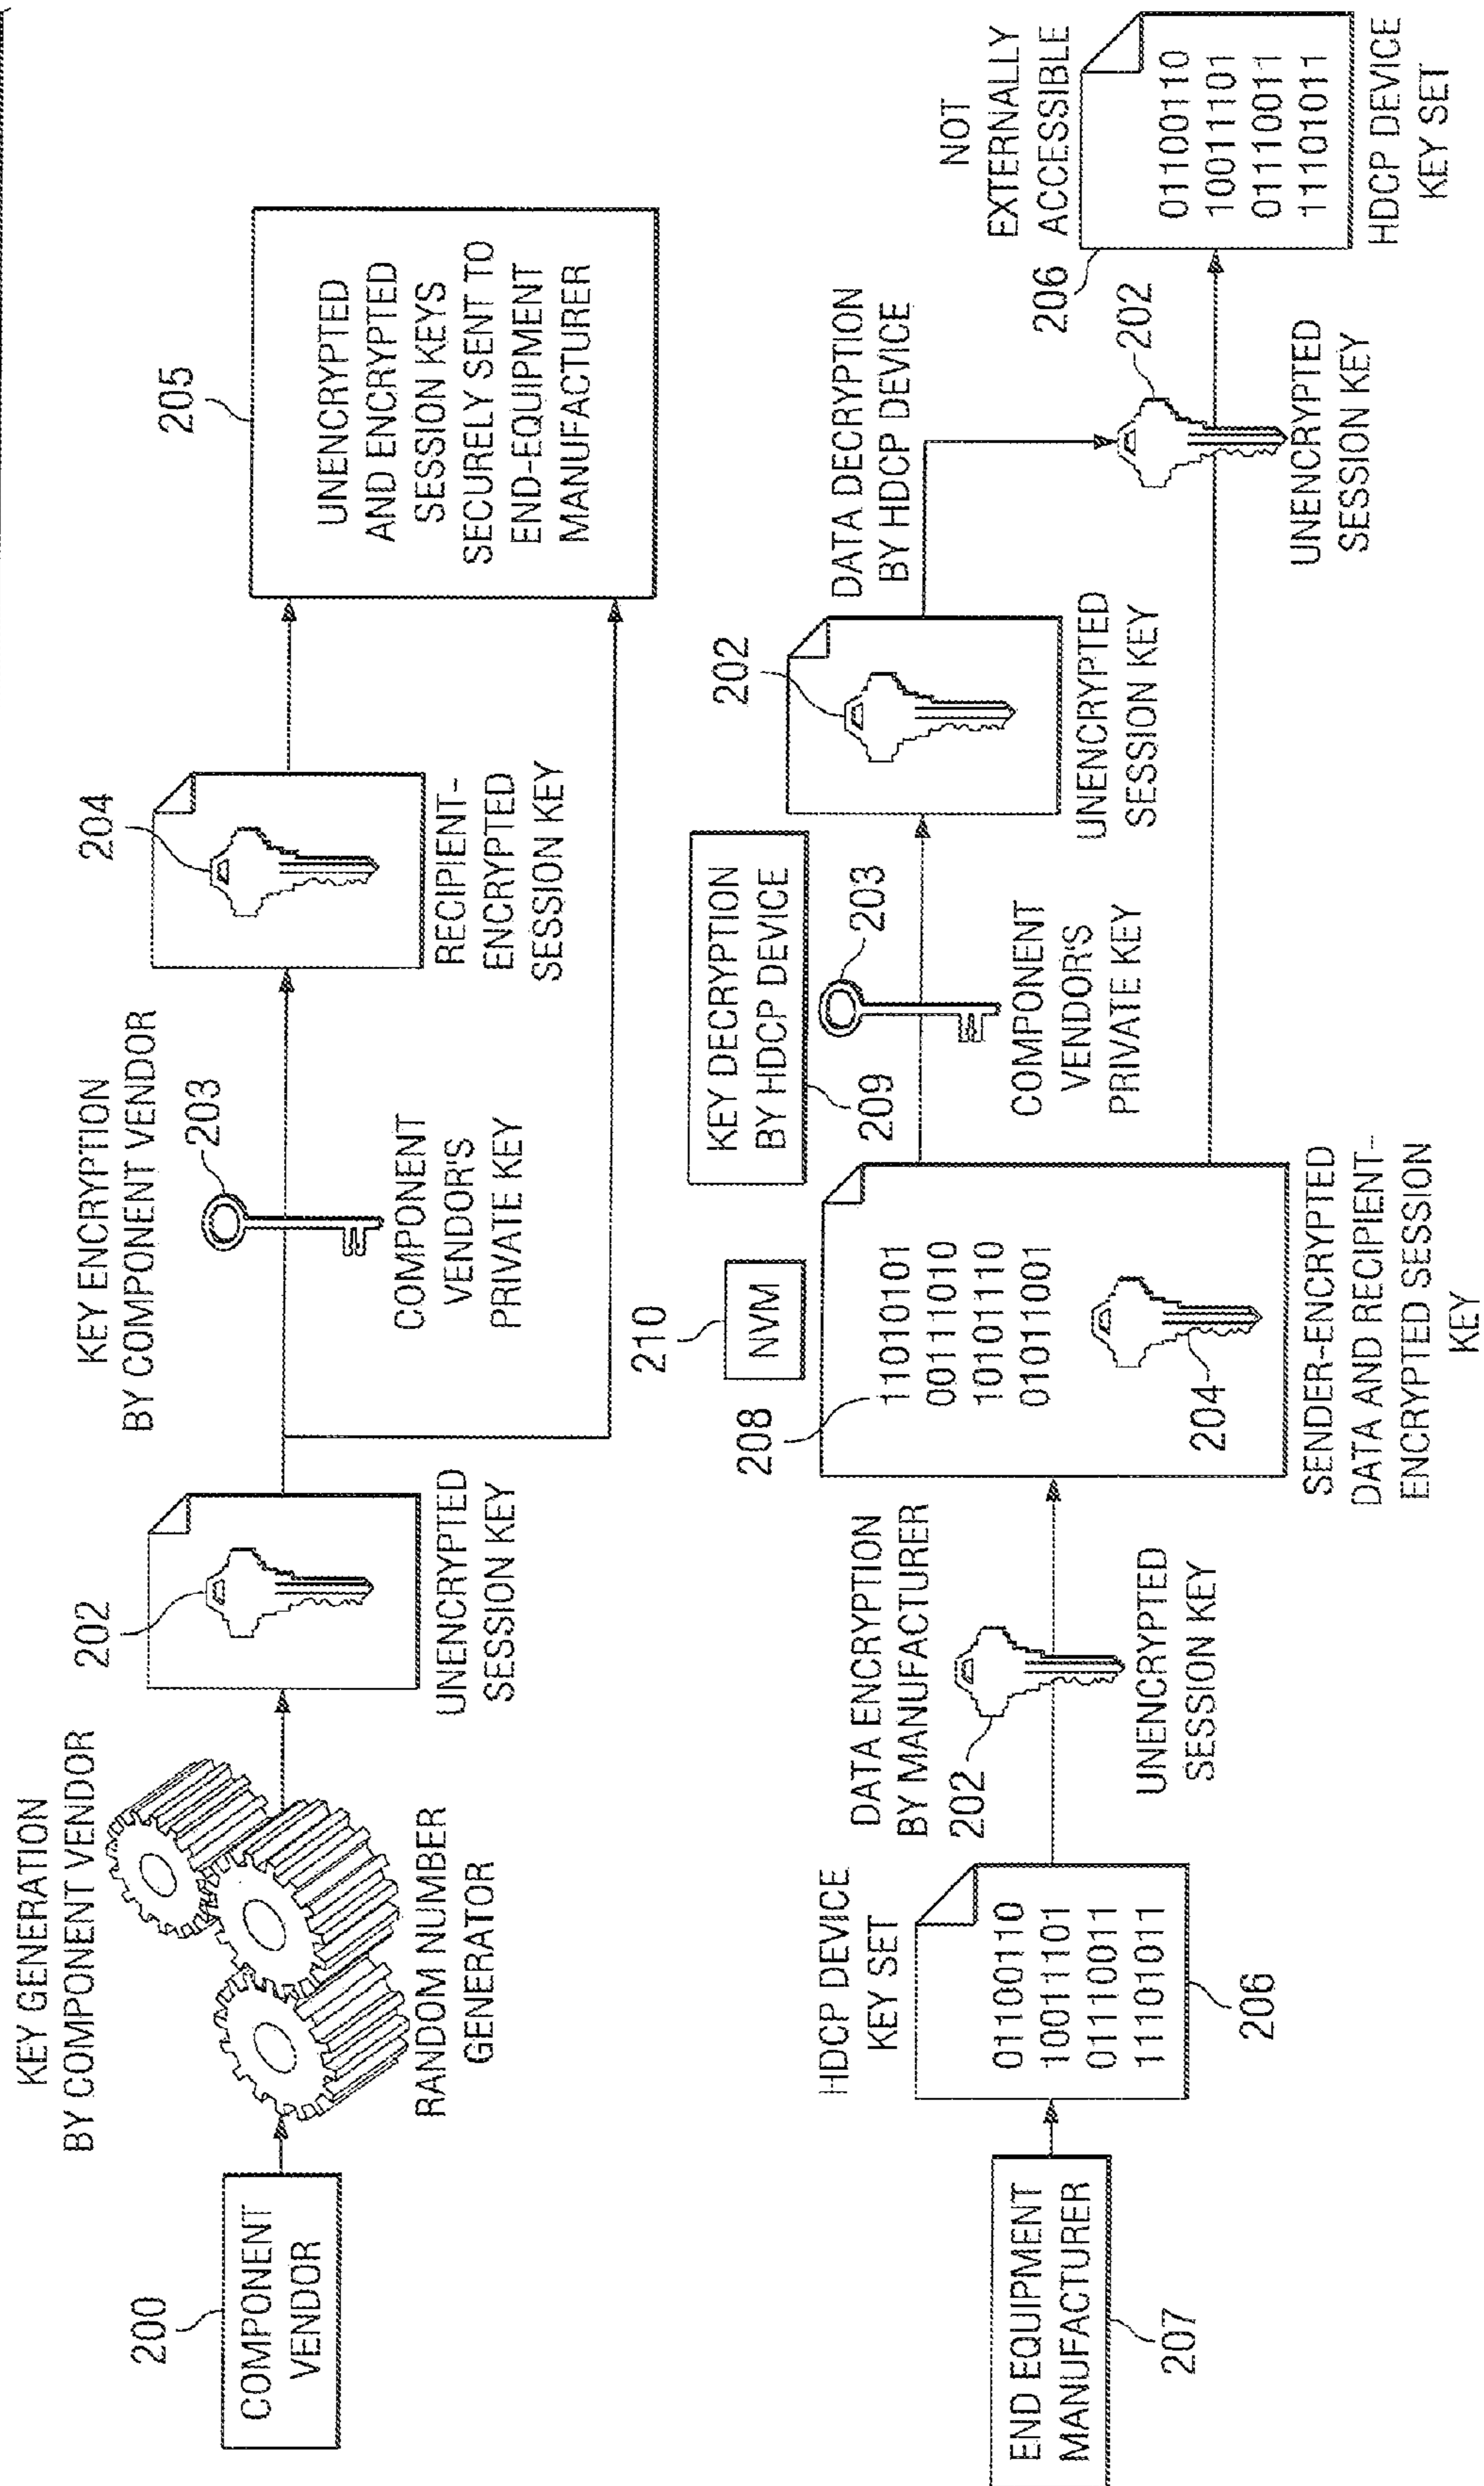 KEY GENERATION
BY COMPONENT VENDOR
200
COMPONENT
VENDOR
RANDOM NUMBER
GENERATOR
202
UNENCRYPTED
SESSION KEY
KEY ENCRYPTION
BY COMPONENT VENDOR
203
COMPONENT
VENDOR'S
PRIVATE KEY
204
RECIPIENT-
ENCRYPTED
SESSION KEY
205
UNENCRYPTED
AND ENCRYPTED
SESSION KEYS
SECURELY SENT TO
END-EQUIPMENT
MANUFACTURER
END EQUIPMENT
MANUFACTURER
207
HDCP DEVICE
KEY SET
01100110
10011101
01110011
11101011
206
DATA ENCRYPTION
BY MANUFACTURER
202
UNENCRYPTED
SESSION KEY
210
NVM
208
11010101
00111010
10101110
01011001
204
SENDER-ENCRYPTED
DATA AND RECIPIENT-
ENCRYPTED SESSION
KEY
KEY DECRYPTION
BY HDCP DEVICE
209
203
COMPONENT
VENDOR'S
PRIVATE KEY
202
UNENCRYPTED
SESSION KEY
DATA DECRYPTION
BY HDCP DEVICE
202
UNENCRYPTED
SESSION KEY
NOT
EXTERNALLY
ACCESSIBLE
206
01100110
10011101
01110011
11101011
HDCP DEVICE
KEY SET